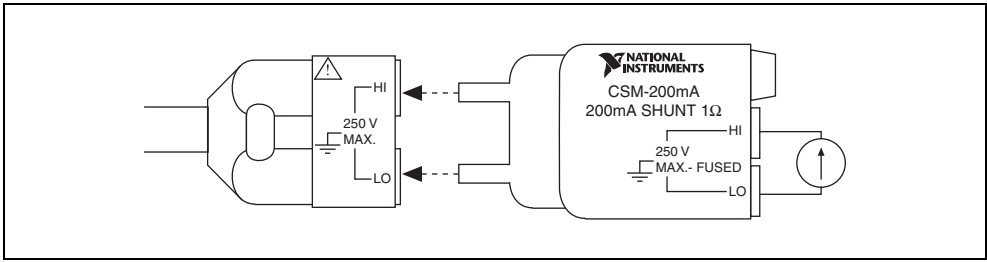 !
HI
250 V
MAX.
LO
NATIONAL
INSTRUMENTS
CSM-200mA
200mA SHUNT 1Ω
HI
250 V
MAX.- FUSED
LO